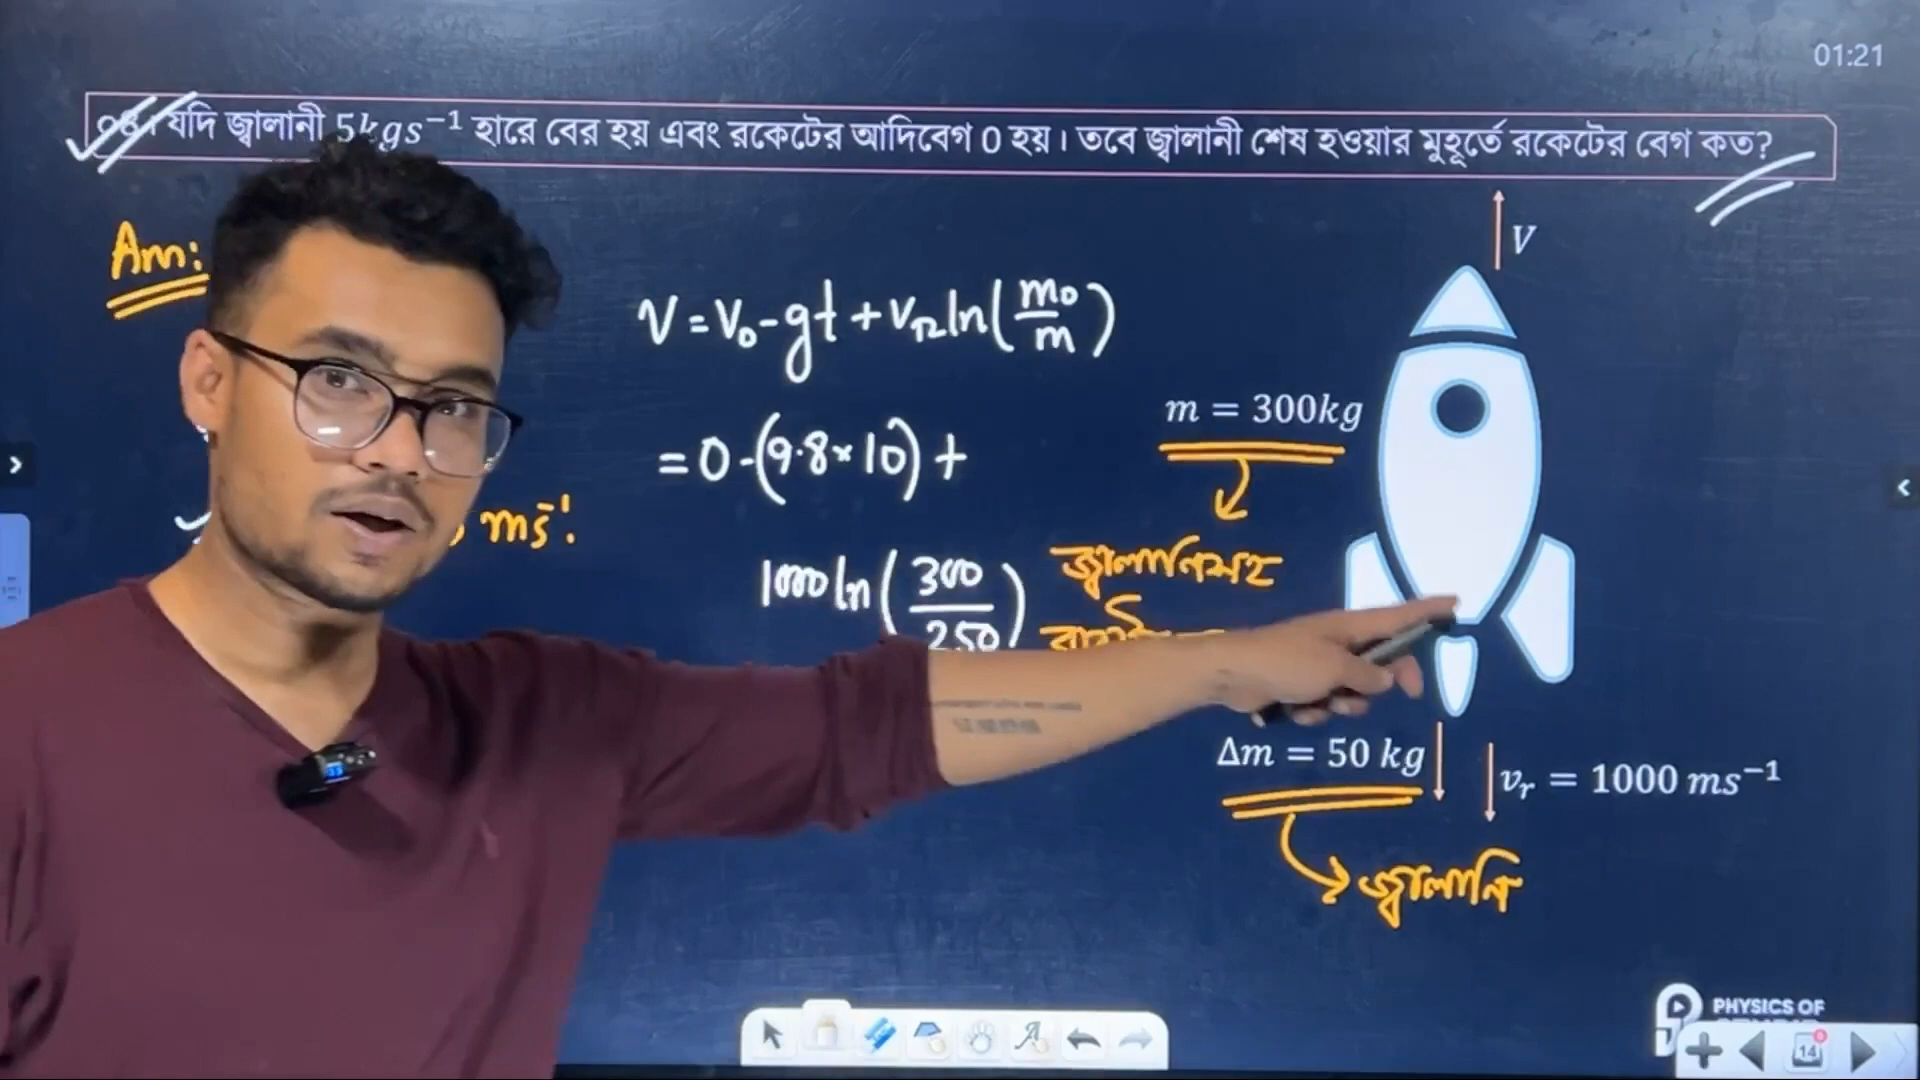 01:21
যদি জ্বালানী 5kgs⁻¹ হারে বের হয় এবং রকেটের আদিবেগ 0 হয়। তবে জ্বালানী শেষ হওয়ার মুহূর্তে রকেটের বেগ কত?
Am:
V
V = V₀ - gt + vᵣ ln(m₀/m)
m = 300kg
= 0 - (9.8 × 10) +
ms⁻¹
1000 ln(300/250)
জ্বালানিসহ
Δm = 50 kg
vᵣ = 1000 ms⁻¹
জ্বালানি
PHYSICS OF
14